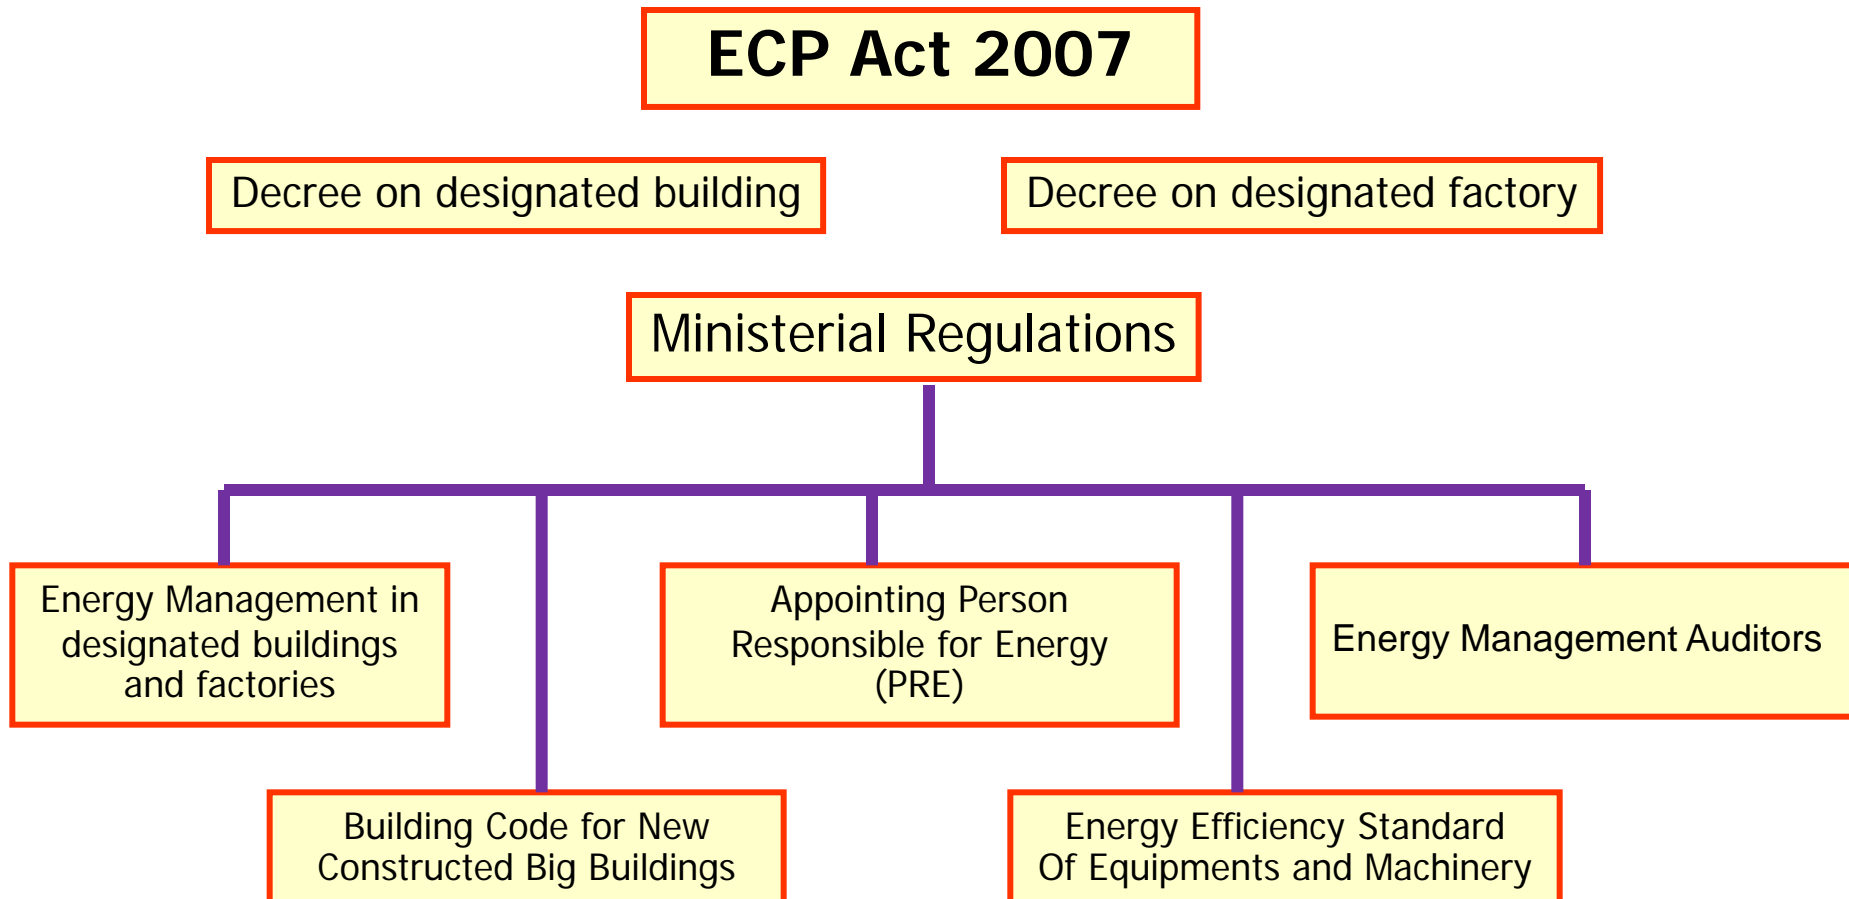 ECP Act 2007
Decree on designated building
Decree on designated factory
Ministerial Regulations
Energy Management in
designated buildings
and factories
Appointing Person
Responsible for Energy
(PRE)
Energy Management Auditors
Building Code for New
Constructed Big Buildings
Energy Efficiency Standard
Of Equipments and Machinery